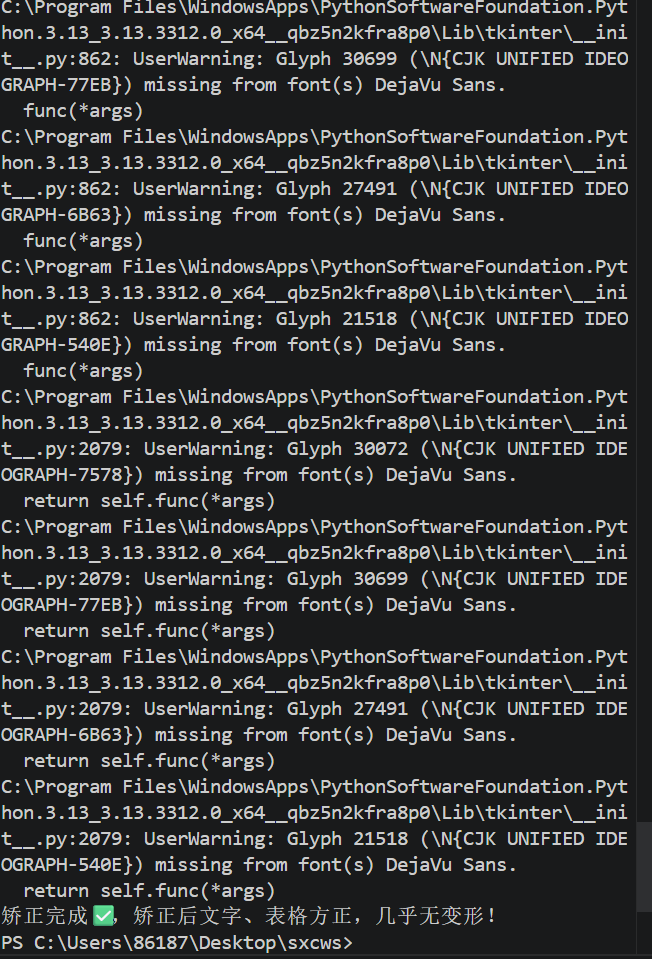 C:\Program Files\WindowsApps\PythonSoftwareFoundation.Pyt
hon.3.13_3.13.3312.0_x64__qbz5n2kfra8p0\Lib\tkinter\__ini
t__.py:862: UserWarning: Glyph 30699 (\N{CJK UNIFIED IDEO
GRAPH-77EB}) missing from font(s) DejaVu Sans.
  func(*args)
C:\Program Files\WindowsApps\PythonSoftwareFoundation.Pyt
hon.3.13_3.13.3312.0_x64__qbz5n2kfra8p0\Lib\tkinter\__ini
t__.py:862: UserWarning: Glyph 27491 (\N{CJK UNIFIED IDEO
GRAPH-6B63}) missing from font(s) DejaVu Sans.
  func(*args)
C:\Program Files\WindowsApps\PythonSoftwareFoundation.Pyt
hon.3.13_3.13.3312.0_x64__qbz5n2kfra8p0\Lib\tkinter\__ini
t__.py:862: UserWarning: Glyph 21518 (\N{CJK UNIFIED IDEO
GRAPH-540E}) missing from font(s) DejaVu Sans.
  func(*args)
C:\Program Files\WindowsApps\PythonSoftwareFoundation.Pyt
hon.3.13_3.13.3312.0_x64__qbz5n2kfra8p0\Lib\tkinter\__ini
t__.py:2079: UserWarning: Glyph 30072 (\N{CJK UNIFIED IDE
OGRAPH-7578}) missing from font(s) DejaVu Sans.
  return self.func(*args)
C:\Program Files\WindowsApps\PythonSoftwareFoundation.Pyt
hon.3.13_3.13.3312.0_x64__qbz5n2kfra8p0\Lib\tkinter\__ini
t__.py:2079: UserWarning: Glyph 30699 (\N{CJK UNIFIED IDE
OGRAPH-77EB}) missing from font(s) DejaVu Sans.
  return self.func(*args)
C:\Program Files\WindowsApps\PythonSoftwareFoundation.Pyt
hon.3.13_3.13.3312.0_x64__qbz5n2kfra8p0\Lib\tkinter\__ini
t__.py:2079: UserWarning: Glyph 27491 (\N{CJK UNIFIED IDE
OGRAPH-6B63}) missing from font(s) DejaVu Sans.
  return self.func(*args)
C:\Program Files\WindowsApps\PythonSoftwareFoundation.Pyt
hon.3.13_3.13.3312.0_x64__qbz5n2kfra8p0\Lib\tkinter\__ini
t__.py:2079: UserWarning: Glyph 21518 (\N{CJK UNIFIED IDE
OGRAPH-540E}) missing from font(s) DejaVu Sans.
  return self.func(*args)
矫正完成✅，矫正后文字、表格方正，几乎无变形！
PS C:\Users\86187\Desktop\sxcws>